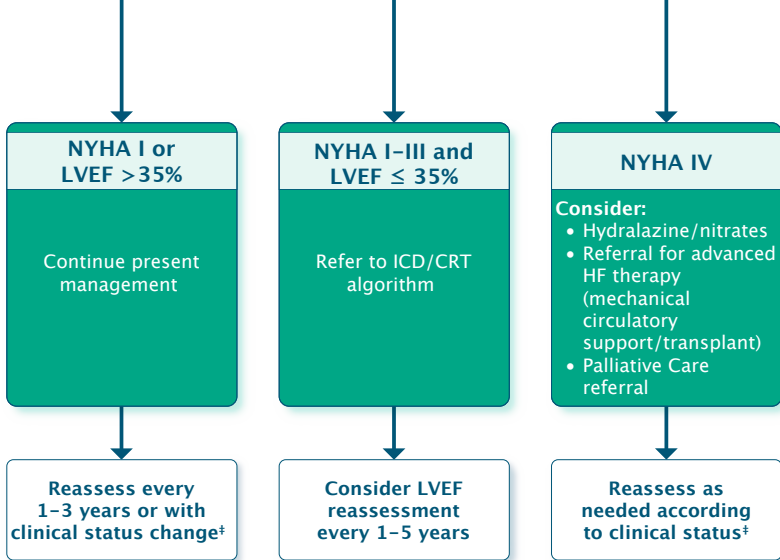 NYHA I or
LVEF >35%
Continue present
management
Reassess every
1–3 years or with
clinical status change‡
NYHA I–III and
LVEF ≤ 35%
Refer to ICD/CRT
algorithm
Consider LVEF
reassessment
every 1–5 years
NYHA IV
Consider:
• Hydralazine/nitrates
• Referral for advanced
HF therapy
(mechanical
circulatory
support/transplant)
• Palliative Care
referral
Reassess as
needed according
to clinical status‡